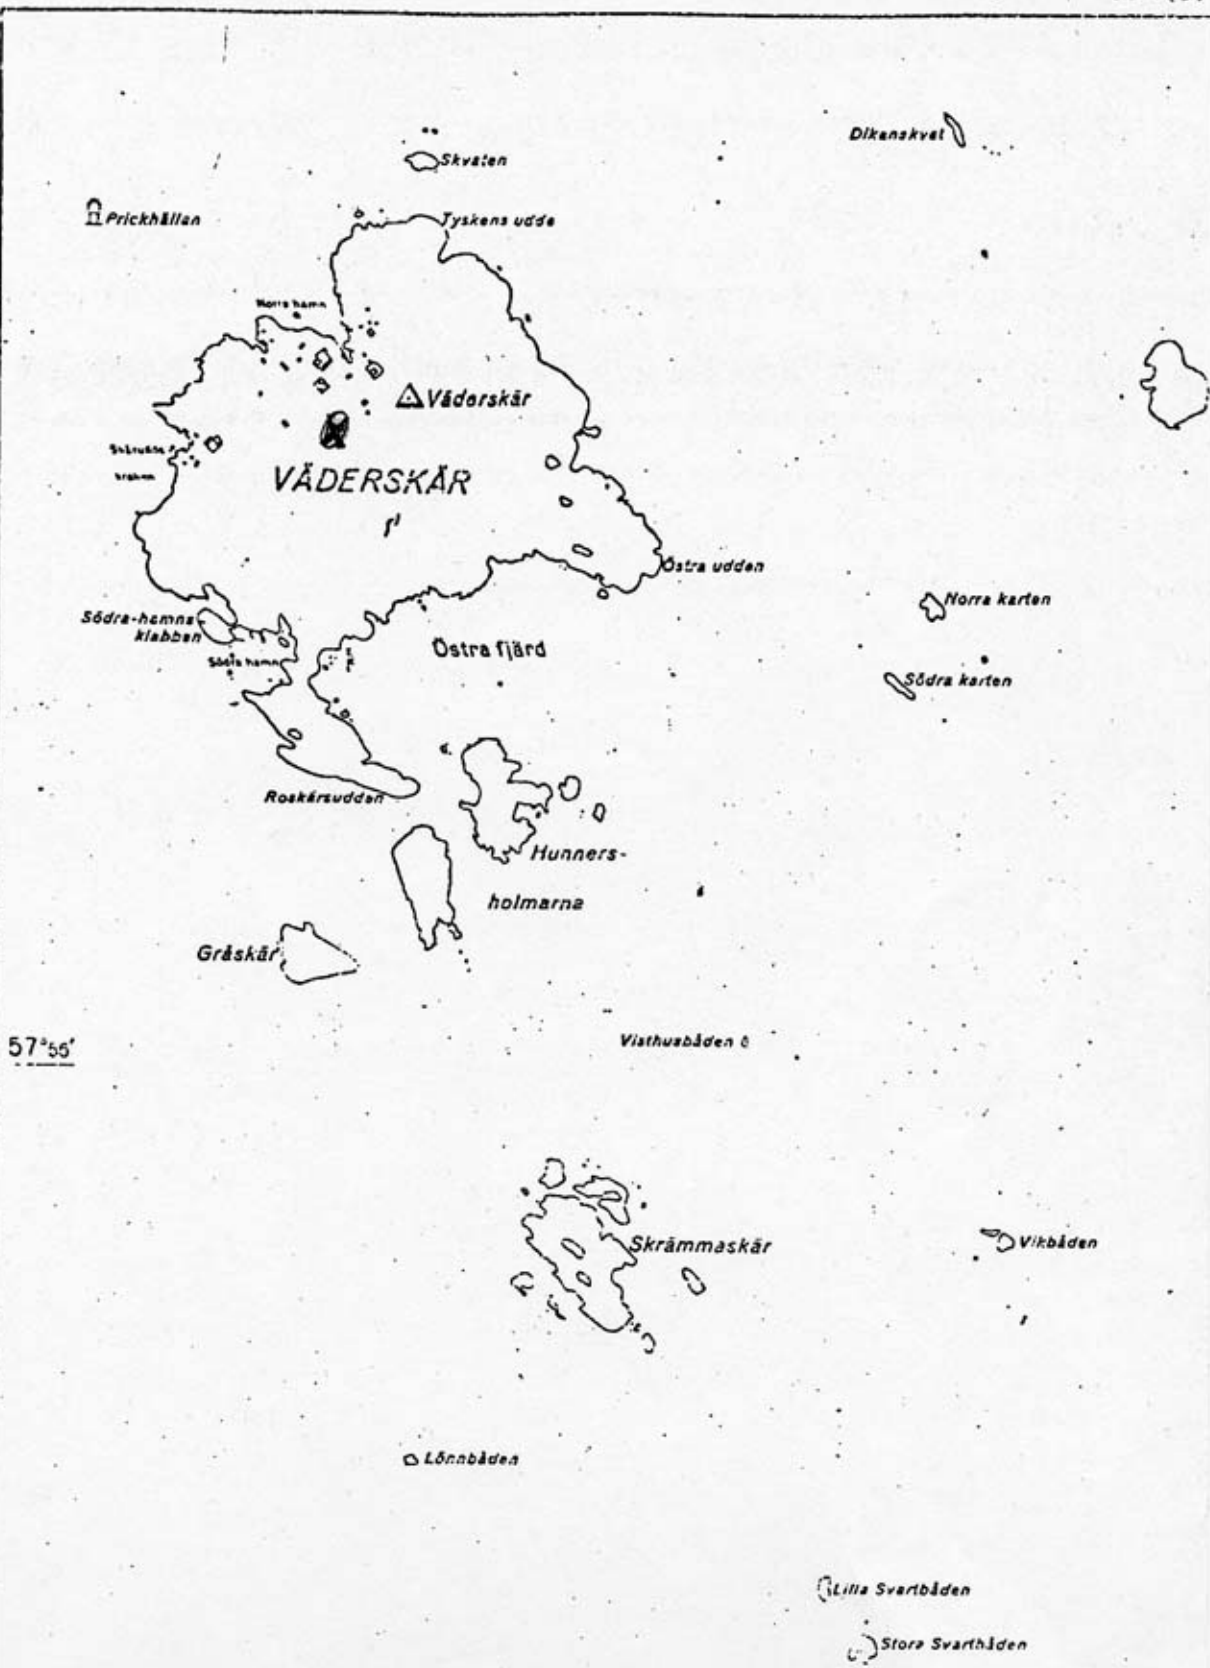 Dikenskvet
Skvaten
Prickhällan
Tyskens udde
Norra hamn
Väderskär
VÄDERSKÄR
Östra udden
Norra karten
Södra-hamns-
klabben
Östra fjärd
Södra hamn
Södra karten
Roskärsudden
Hunners-
holmarna
Gråskär
Visthusbåden
57°55'
Skrämmaskär
Vikbåden
Lönnbåden
Lilla Svartbåden
Stora Svartbåden